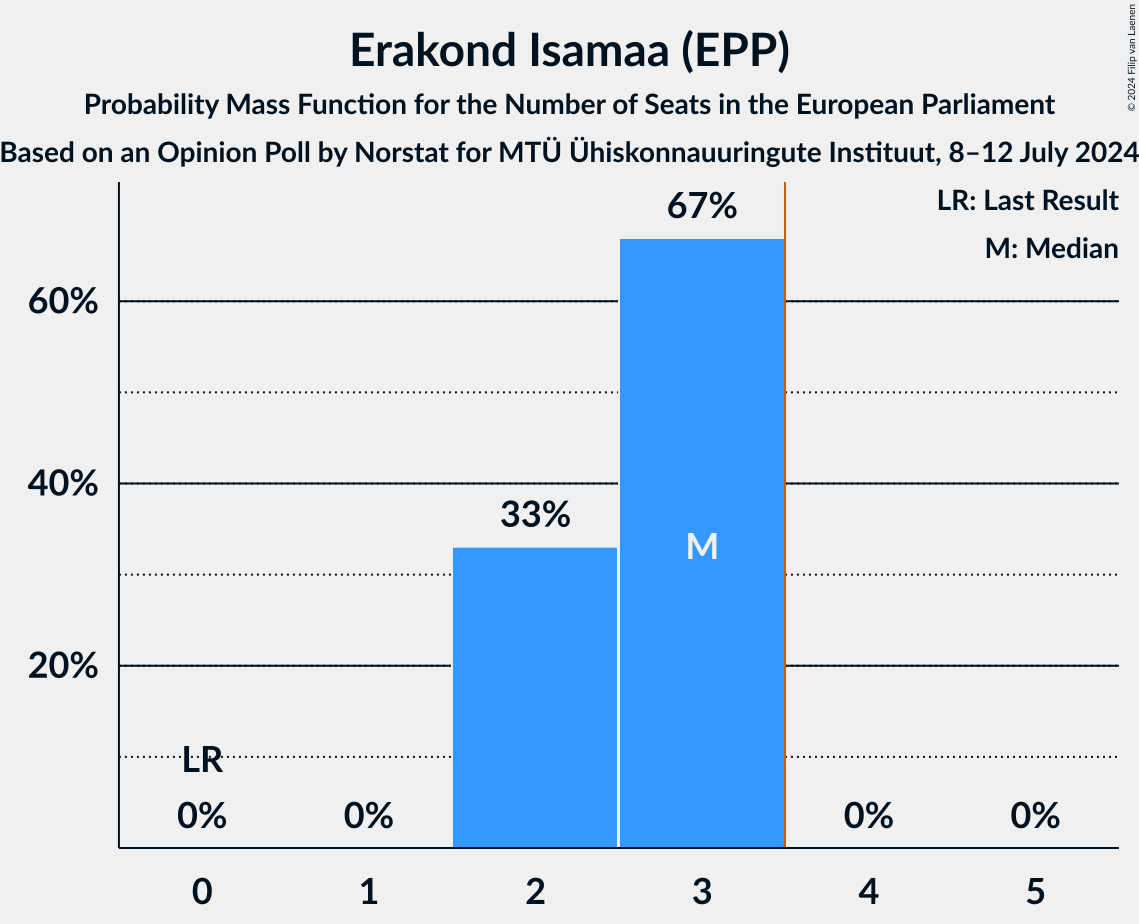 Erakond Isamaa (EPP)
Probability Mass Function for the Number of Seats in the European Parliament
Based on an Opinion Poll by Norstat for MTÜ Ühiskonnauuringute Instituut, 8–12 July 2024
© 2024 Filip van Laenen
LR: Last Result
M: Median
67%
60%
40%
33%
M
20%
LR
0% 0% 0% 0%
0 1 2 3 4 5